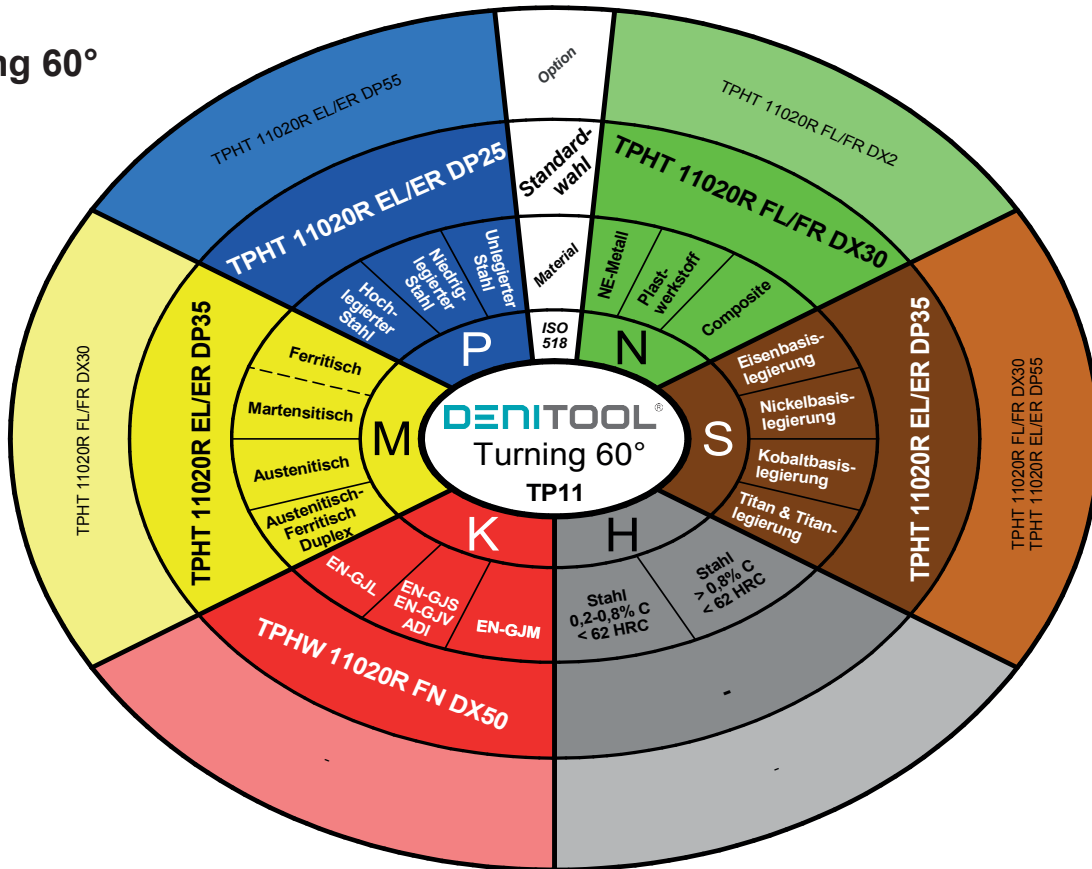 ng 60°
Option
Standard-
wahl
Material
ISO
518
TPHT 11020R EL/ER DP55
TPHT 11020R EL/ER DP25
Hoch-
legierter
Stahl
Niedrig-
legierter
Stahl
Unlegierter
Stahl
P
TPHT 11020R FL/FR DX2
TPHT 11020R FL/FR DX30
NE-Metall
Plast-
werkstoff
Composite
N
TPHT 11020R FL/FR DX30
TPHT 11020R EL/ER DP35
Ferritisch
Martensitisch
Austenitisch
Austenitisch-
Ferritisch
Duplex
M
DENITOOL®
Turning 60°
TP11
S
Eisenbasis-
legierung
Nickelbasis-
legierung
Kobaltbasis-
legierung
Titan & Titan-
legierung
TPHT 11020R EL/ER DP35
TPHT 11020R FL/FR DX30
TPHT 11020R EL/ER DP55
K
EN-GJL
EN-GJS
EN-GJV
ADI
EN-GJM
TPHW 11020R FN DX50
-
H
Stahl
0,2-0,8% C
< 62 HRC
Stahl
> 0,8% C
< 62 HRC
-
-